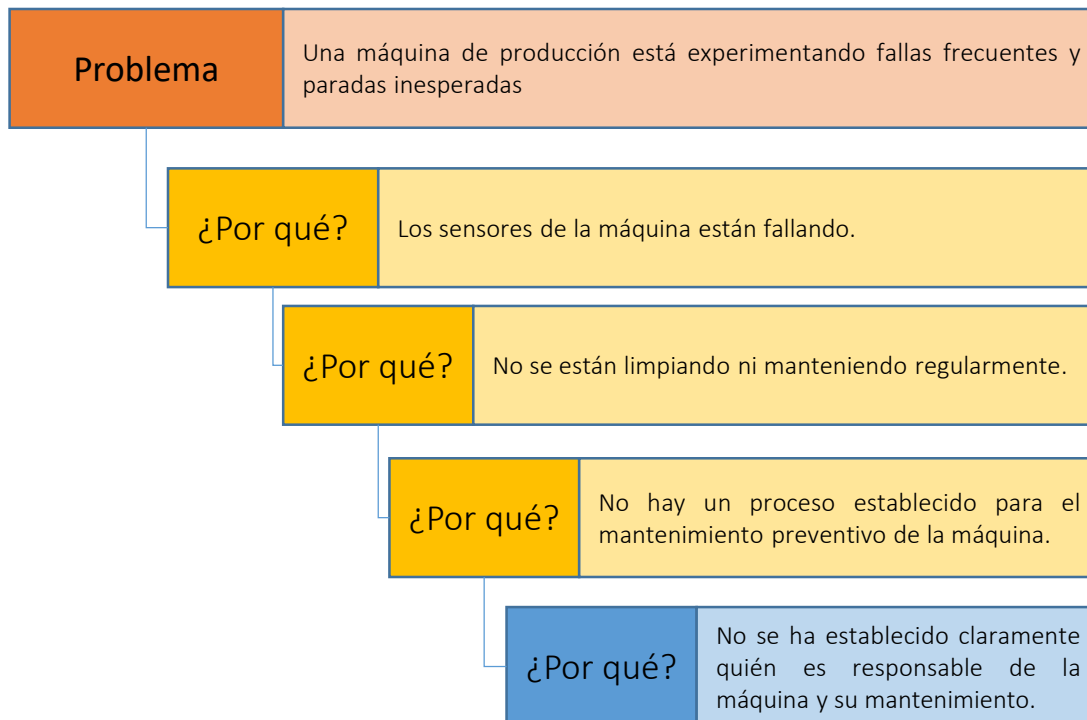 Problema
Una máquina de producción está experimentando fallas frecuentes y
paradas inesperadas
¿Por qué?
Los sensores de la máquina están fallando.
¿Por qué?
No se están limpiando ni manteniendo regularmente.
¿Por qué?
No hay un proceso establecido para el
mantenimiento preventivo de la máquina.
¿Por qué?
No se ha establecido claramente
quién es responsable de la
máquina y su mantenimiento.